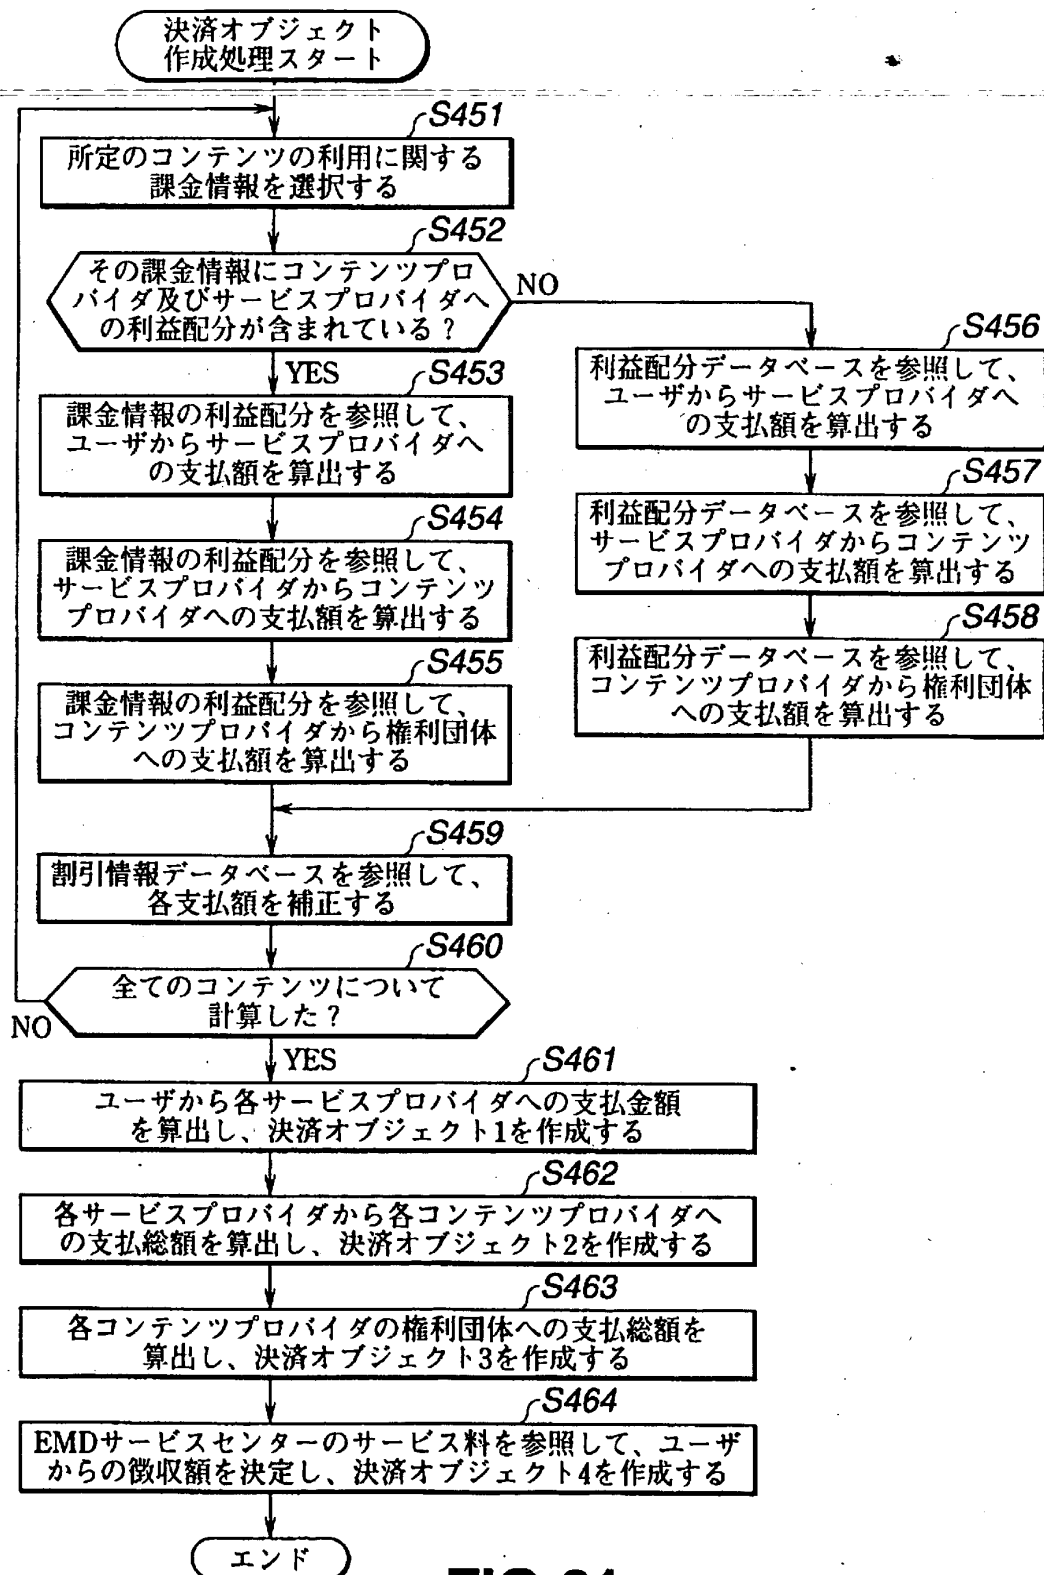 決済オブジェクト
作成処理スタート
S451
所定のコンテンツの利用に関する
課金情報を選択する
S452
その課金情報にコンテンツプロ
バイダ及びサービスプロバイダへ
の利益配分が含まれている？
NO
YES
S453
課金情報の利益配分を参照して、
ユーザからサービスプロバイダへ
の支払額を算出する
S454
課金情報の利益配分を参照して、
サービスプロバイダからコンテンツ
プロバイダへの支払額を算出する
S455
課金情報の利益配分を参照して、
コンテンツプロバイダから権利団体
への支払額を算出する
S456
利益配分データベースを参照して、
ユーザからサービスプロバイダへ
の支払額を算出する
S457
利益配分データベースを参照して、
サービスプロバイダからコンテンツ
プロバイダへの支払額を算出する
S458
利益配分データベースを参照して、
コンテンツプロバイダから権利団体
への支払額を算出する
S459
割引情報データベースを参照して、
各支払額を補正する
S460
全てのコンテンツについて
計算した？
NO
YES
S461
ユーザから各サービスプロバイダへの支払金額
を算出し、決済オブジェクト1を作成する
S462
各サービスプロバイダから各コンテンツプロバイダへ
の支払総額を算出し、決済オブジェクト2を作成する
S463
各コンテンツプロバイダの権利団体への支払総額を
算出し、決済オブジェクト3を作成する
S464
EMDサービスセンターのサービス料を参照して、ユーザ
からの徴収額を決定し、決済オブジェクト4を作成する
エンド